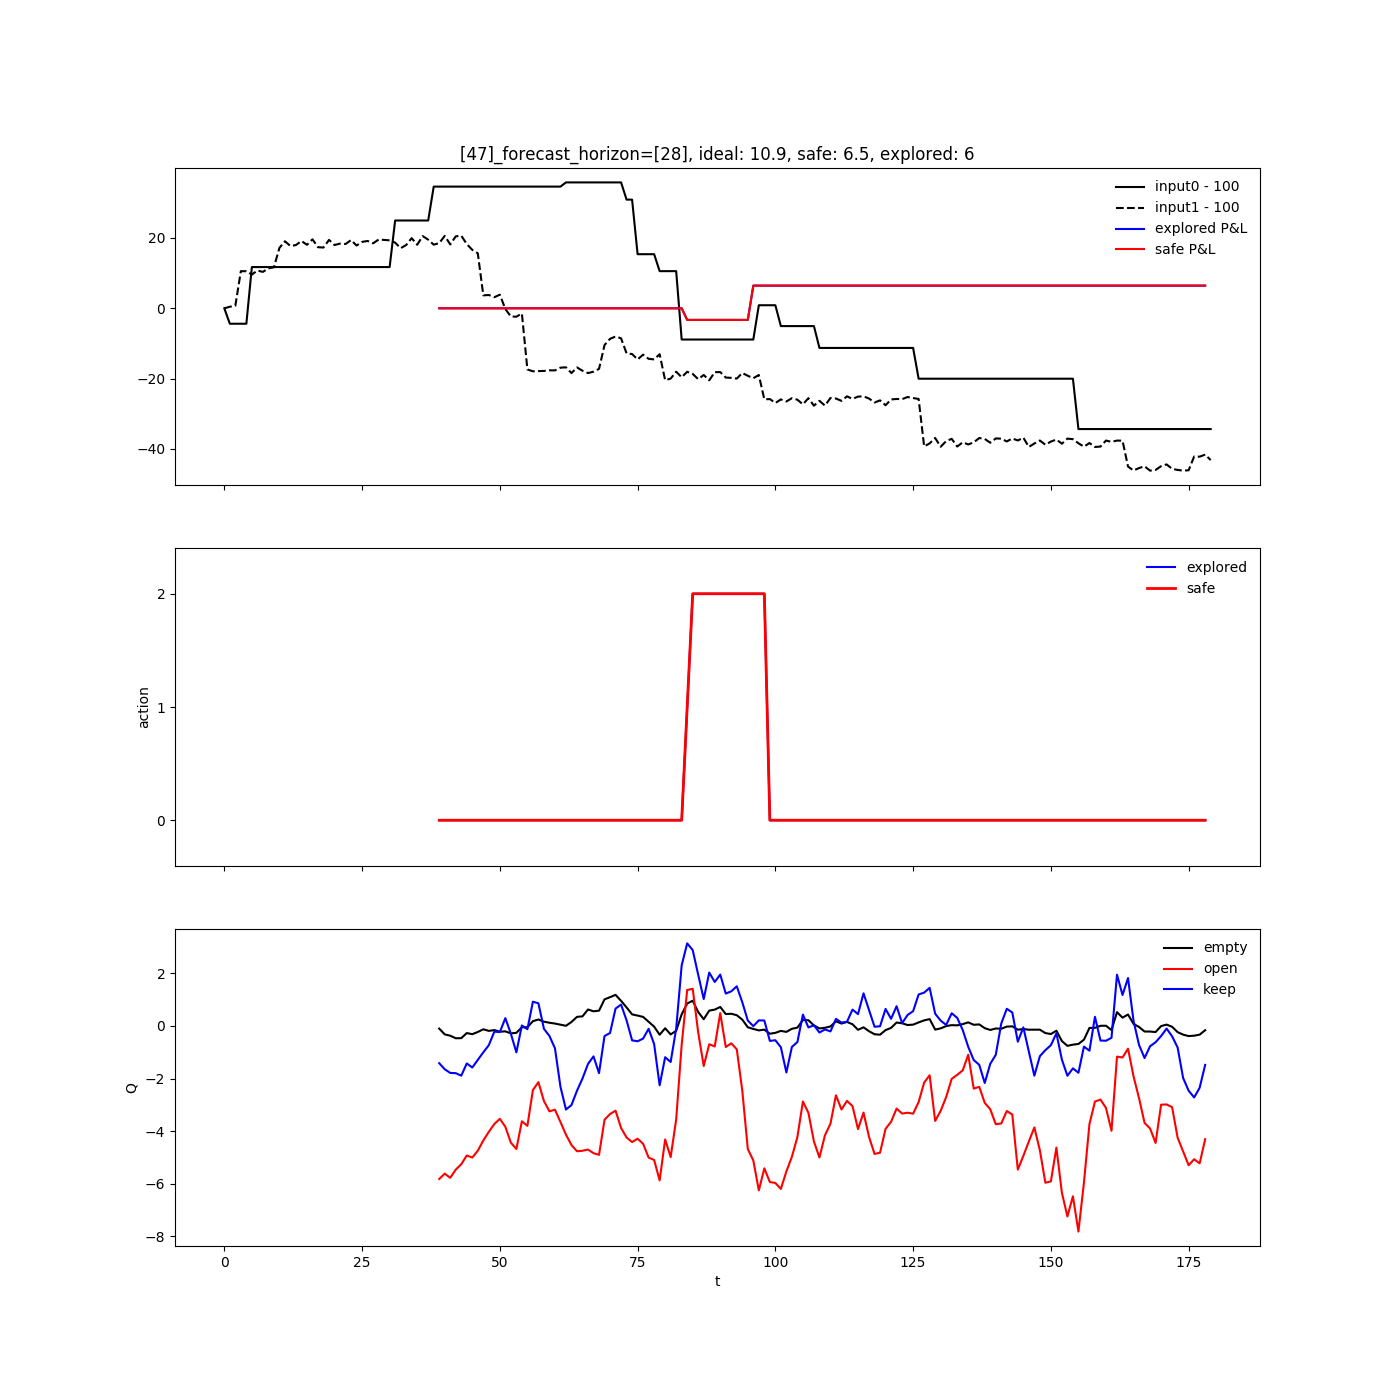 [47]_forecast_horizon=[28], ideal: 10.9, safe: 6.5, explored: 6
input0 - 100
input1 - 100
explored P&L
safe P&L
20
0
−20
−40
explored
safe
2
1
0
action
empty
open
keep
2
0
−2
−4
−6
−8
Q
0 25 50 75 100 125 150 175
t